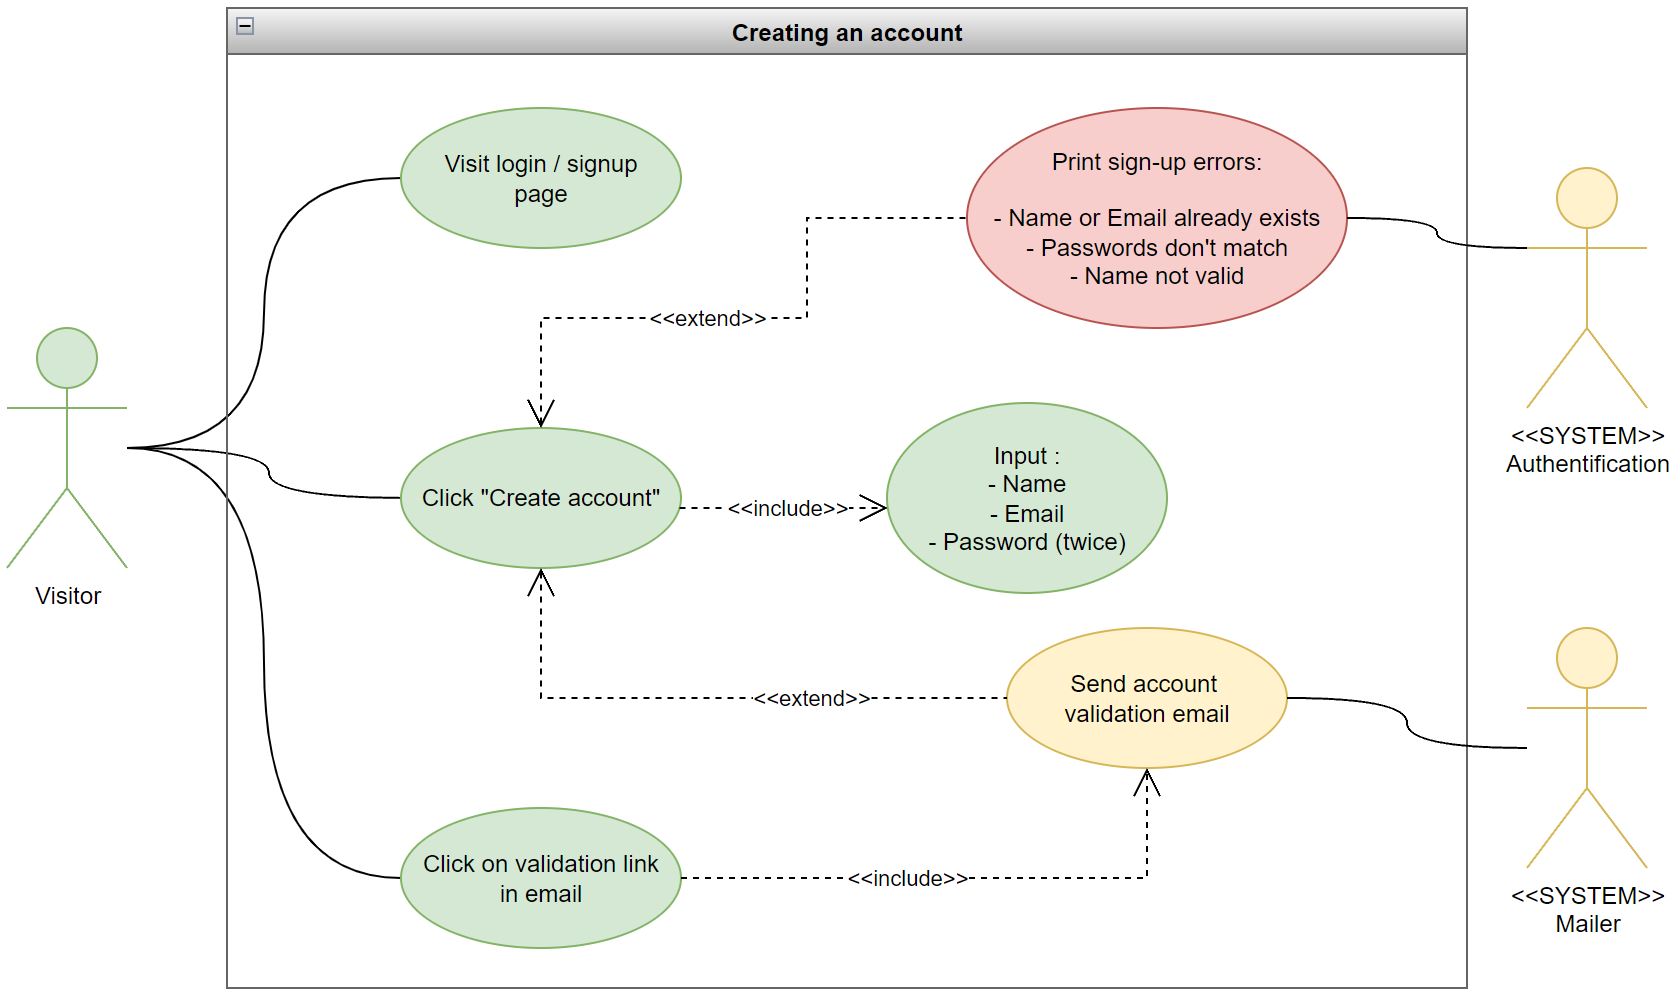 Creating an account
Visit login / signup
page
Print sign-up errors:
- Name or Email already exists
- Passwords don't match
- Name not valid
<<extend>>
<<SYSTEM>>
Authentification
Visitor
Click "Create account"
<<include>>
Input :
- Name
- Email
- Password (twice)
<<extend>>
Send account
validation email
Click on validation link
in email
<<include>>
<<SYSTEM>>
Mailer